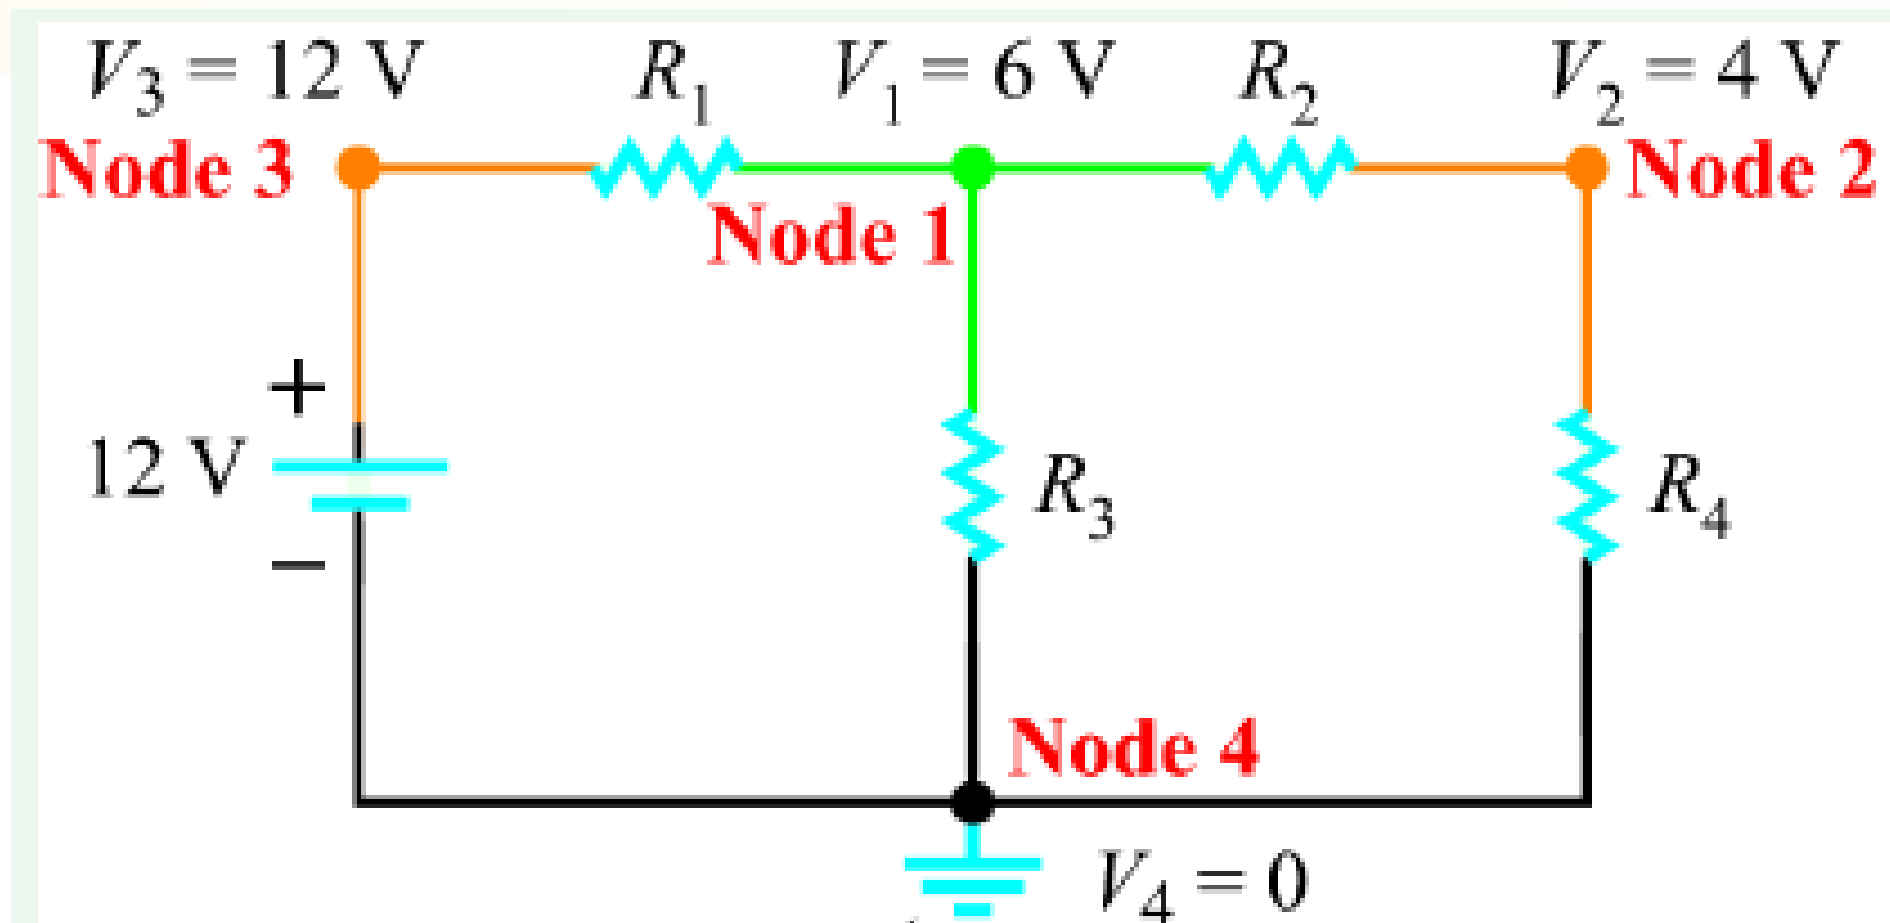 V₃ = 12 V R₁ V₁ = 6 V R₂ V₂ = 4 V
Node 3 Node 2
Node 1
+
12 V R₃ R₄
−
Node 4
V₄ = 0